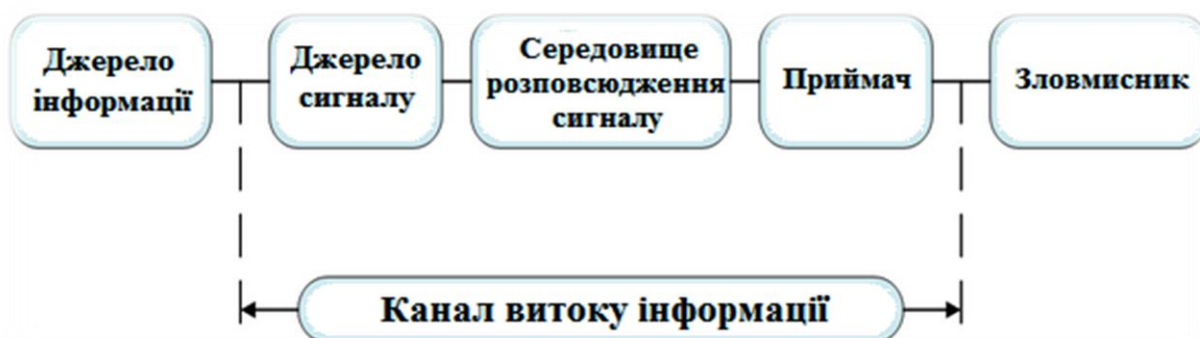 Джерело
інформації
Джерело
сигналу
Середовище
розповсюдження
сигналу
Приймач
Зловмисник
Канал витоку інформації